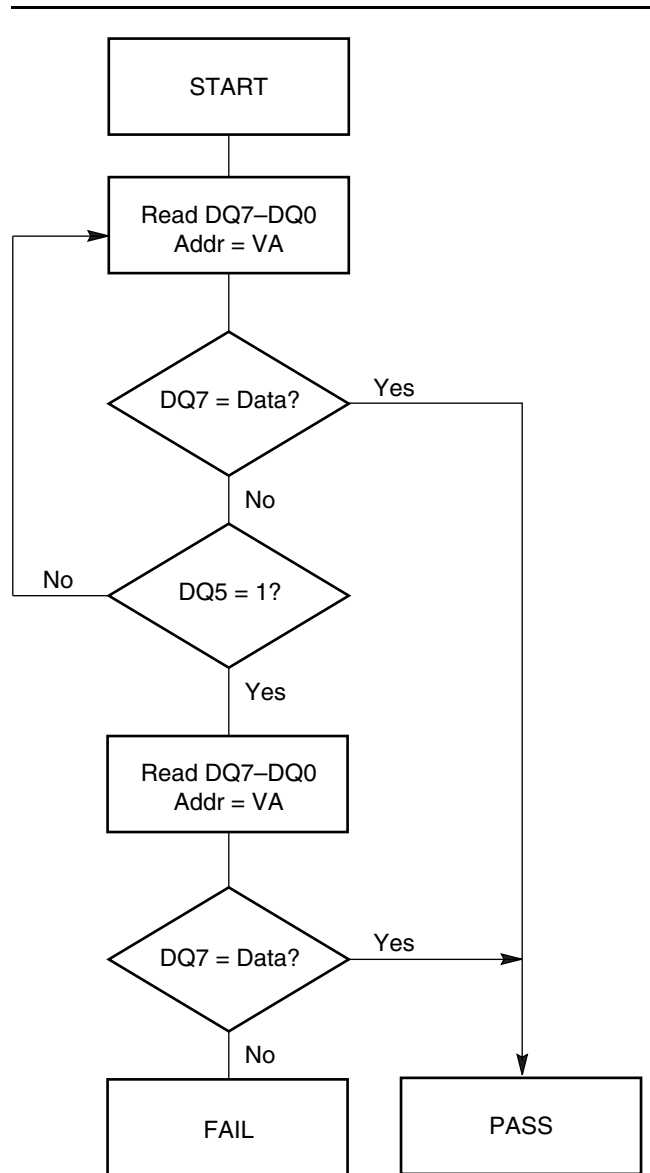 START
Read DQ7–DQ0
Addr = VA
DQ7 = Data?
Yes
No
No
DQ5 = 1?
Yes
Read DQ7–DQ0
Addr = VA
DQ7 = Data?
Yes
No
FAIL
PASS